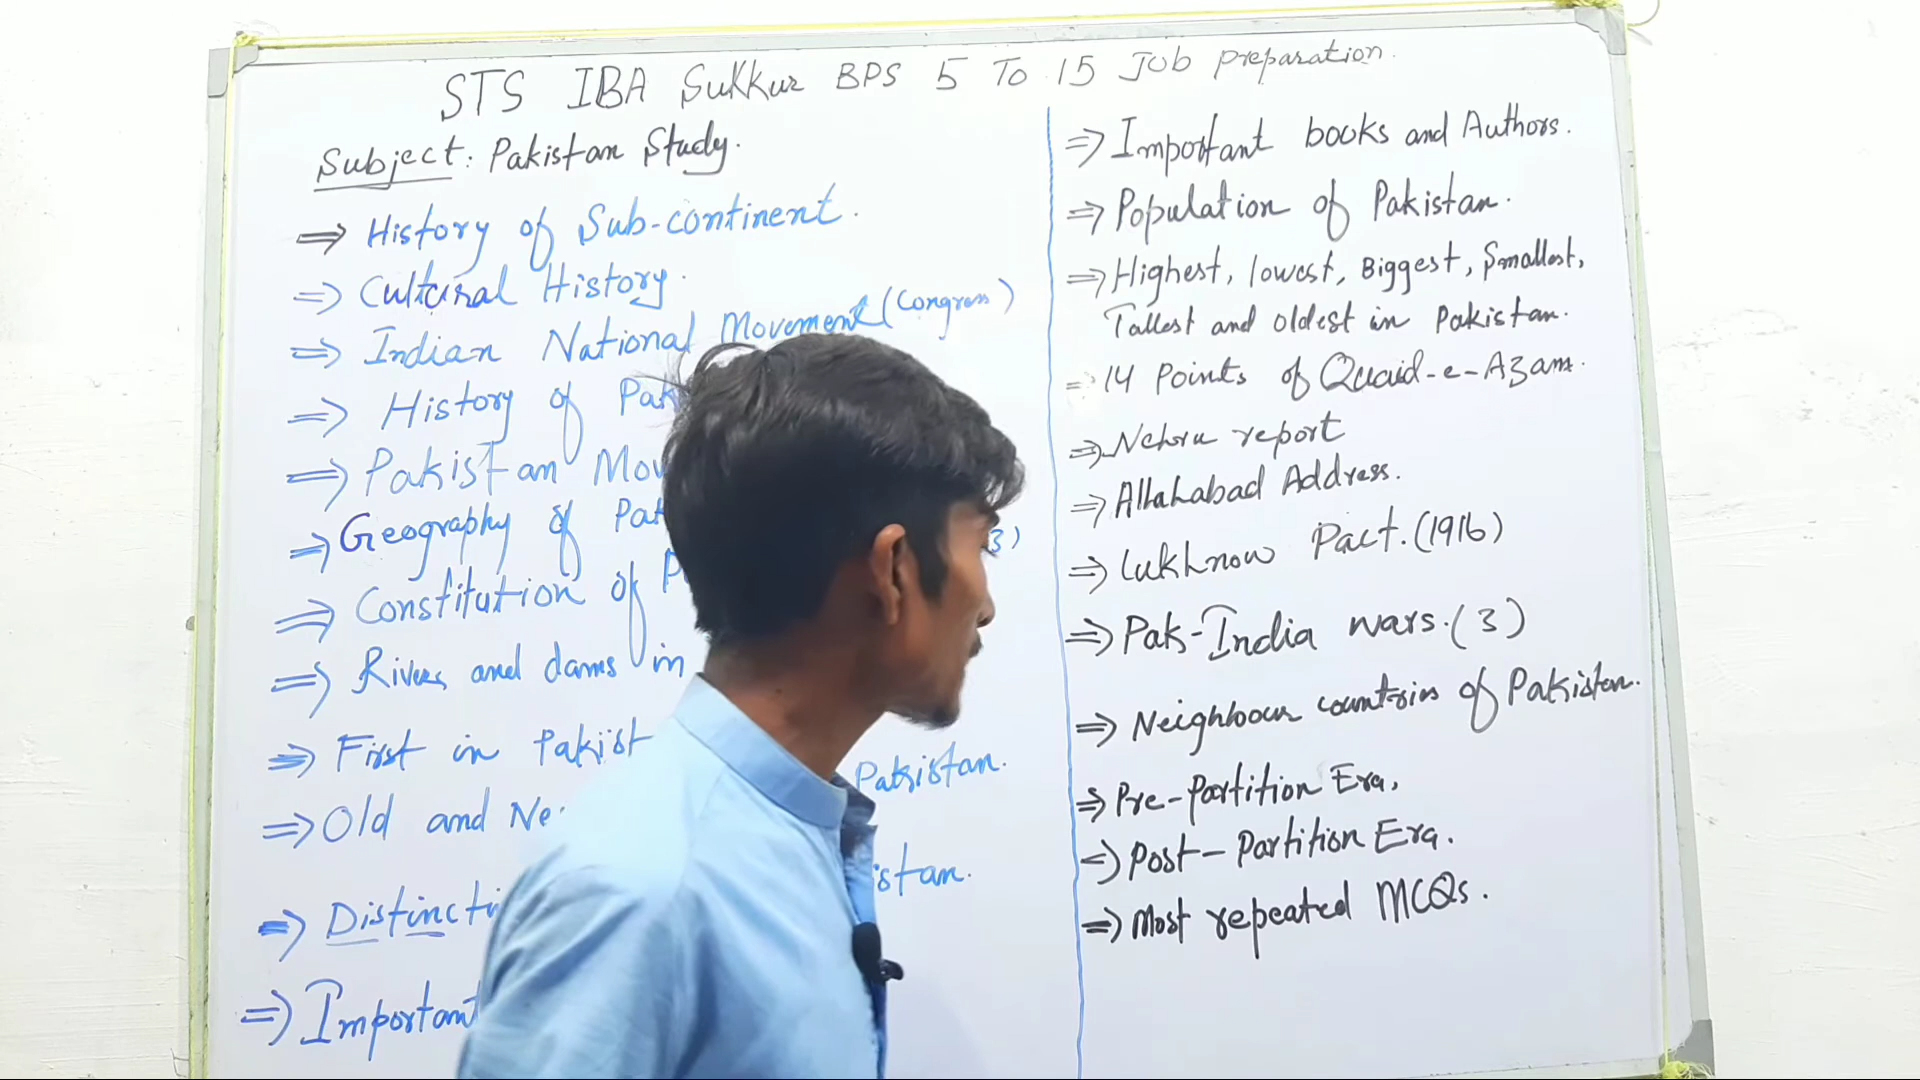 STS IBA Sukkur BPS 5 To 15 Job preparation.
Subject: Pakistan Study.
⇒ History of Sub-continent.
⇒ Cultural History.
⇒ Indian National Movement (Congress)
⇒ History of Pak
⇒ Pakistan Mov
⇒ Geography of Pak
⇒ Constitution of P 3)
⇒ Rivers and dams in
⇒ First in Pakist
⇒ Old and Ne Pakistan.
⇒ Distincti istan.
⇒ Important
⇒ Important books and Authors.
⇒ Population of Pakistan.
⇒ Highest, lowest, Biggest, Smallest,
Tallest and oldest in Pakistan.
⇒ 14 Points of Quaid-e-Azam.
⇒ Nehru report
⇒ Allahabad Address.
⇒ Lukhnow Pact. (1916)
⇒ Pak-India wars. (3)
⇒ Neighbour countries of Pakistan.
⇒ Pre-Partition Era,
⇒ Post-Partition Era.
⇒ Most repeated MCQs.